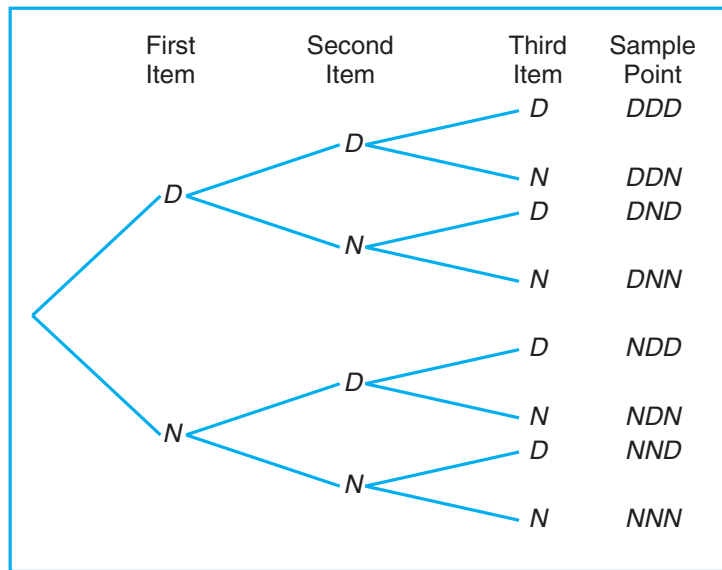 First Second Third Sample
Item Item Item Point
D DDD
D
N DDN
D
D DND
N
N DNN
D NDD
D
N NDN
N
D NND
N
N NNN